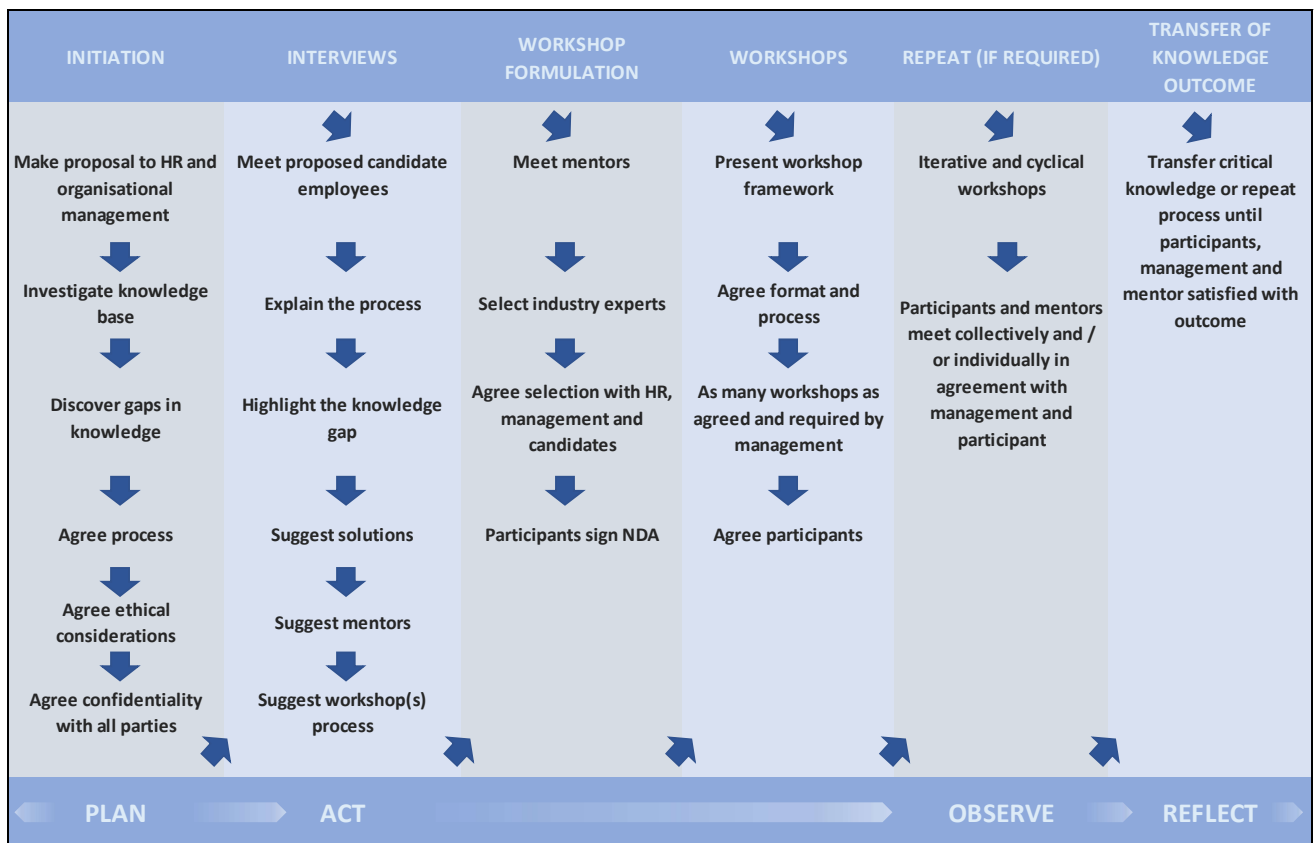 INITIATION
INTERVIEWS
WORKSHOP
FORMULATION
WORKSHOPS
REPEAT (IF REQUIRED)
TRANSFER OF
KNOWLEDGE
OUTCOME
Make proposal to HR and
organisational
management
Investigate knowledge
base
Discover gaps in
knowledge
Agree process
Agree ethical
considerations
Agree confidentiality
with all parties
Meet proposed candidate
employees
Explain the process
Highlight the knowledge
gap
Suggest solutions
Suggest mentors
Suggest workshop(s)
process
Meet mentors
Select industry experts
Agree selection with HR,
management and
candidates
Participants sign NDA
Present workshop
framework
Agree format and
process
As many workshops as
agreed and required by
management
Agree participants
Iterative and cyclical
workshops
Participants and mentors
meet collectively and /
or individually in
agreement with
management and
participant
Transfer critical
knowledge or repeat
process until
participants,
management and
mentor satisfied with
outcome
PLAN
ACT
OBSERVE
REFLECT